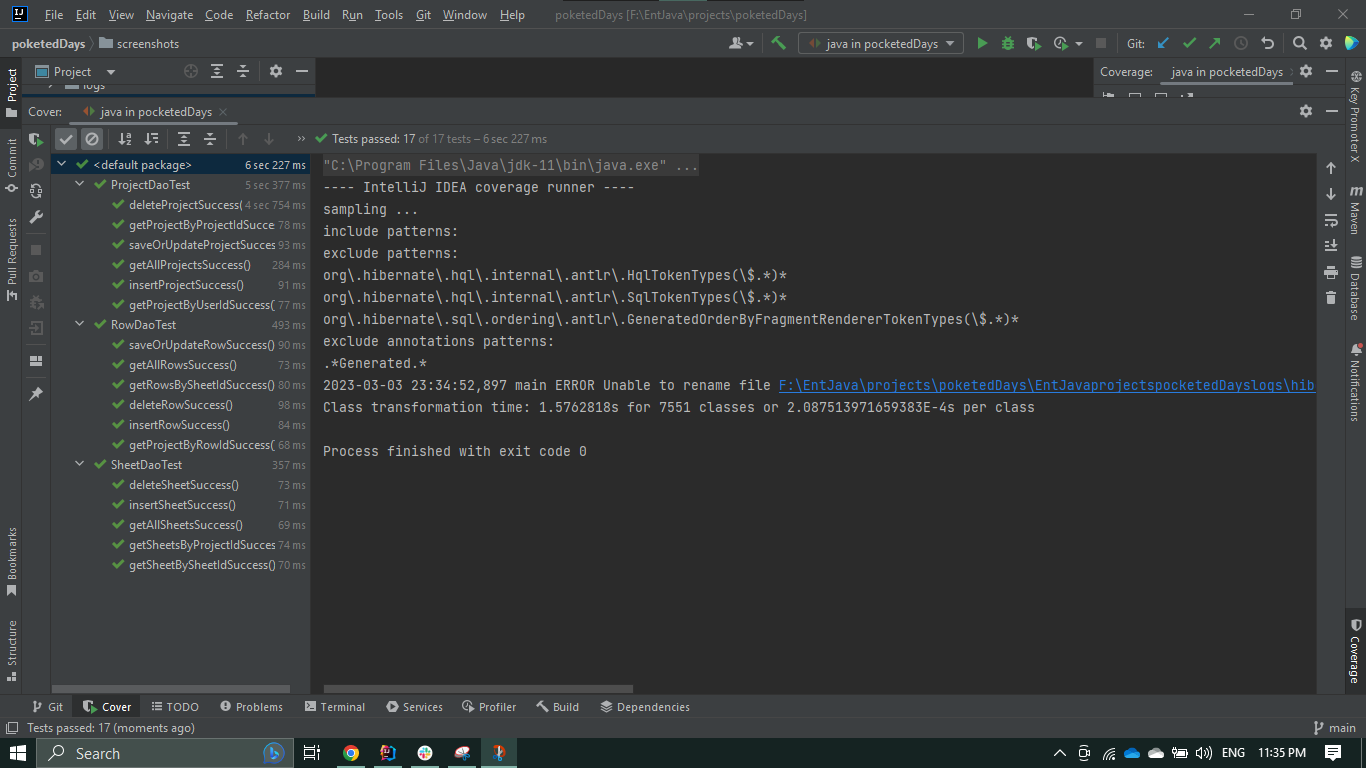 File Edit View Navigate Code Refactor Build Run Tools Git Window Help poketedDays [F:\EntJava\projects\poketedDays]
poketedDays screenshots java in pocketedDays Git:
Project Coverage: java in pocketedDays
logs
Cover: java in pocketedDays
Tests passed: 17 of 17 tests – 6 sec 227 ms
<default package> 6 sec 227 ms
ProjectDaoTest 5 sec 377 ms
deleteProjectSuccess( 4 sec 754 ms
getProjectByProjectIdSucce 78 ms
saveOrUpdateProjectSucces 93 ms
getAllProjectsSuccess() 284 ms
insertProjectSuccess() 91 ms
getProjectByUserIdSuccess( 77 ms
RowDaoTest 493 ms
saveOrUpdateRowSuccess() 90 ms
getAllRowsSuccess() 73 ms
getRowsBySheetIdSuccess() 80 ms
deleteRowSuccess() 98 ms
insertRowSuccess() 84 ms
getProjectByRowIdSuccess( 68 ms
SheetDaoTest 357 ms
deleteSheetSuccess() 73 ms
insertSheetSuccess() 71 ms
getAllSheetsSuccess() 69 ms
getSheetsByProjectIdSucces 74 ms
getSheetBySheetIdSuccess() 70 ms
"C:\Program Files\Java\jdk-11\bin\java.exe" ...
---- IntelliJ IDEA coverage runner ----
sampling ...
include patterns:
exclude patterns:
org\.hibernate\.hql\.internal\.antlr\.HqlTokenTypes(\$.*)*
org\.hibernate\.hql\.internal\.antlr\.SqlTokenTypes(\$.*)*
org\.hibernate\.sql\.ordering\.antlr\.GeneratedOrderByFragmentRendererTokenTypes(\$.*)*
exclude annotations patterns:
.*Generated.*
2023-03-03 23:34:52,897 main ERROR Unable to rename file F:\EntJava\projects\poketedDays\EntJavaprojectspocketedDayslogs\hib
Class transformation time: 1.5762818s for 7551 classes or 2.087513971659383E-4s per class
Process finished with exit code 0
Project
Commit
Pull Requests
Bookmarks
Structure
Key Promoter X
Maven
Database
Notifications
Coverage
Git Cover TODO Problems Terminal Services Profiler Build Dependencies
Tests passed: 17 (moments ago) main
Search ENG 11:35 PM